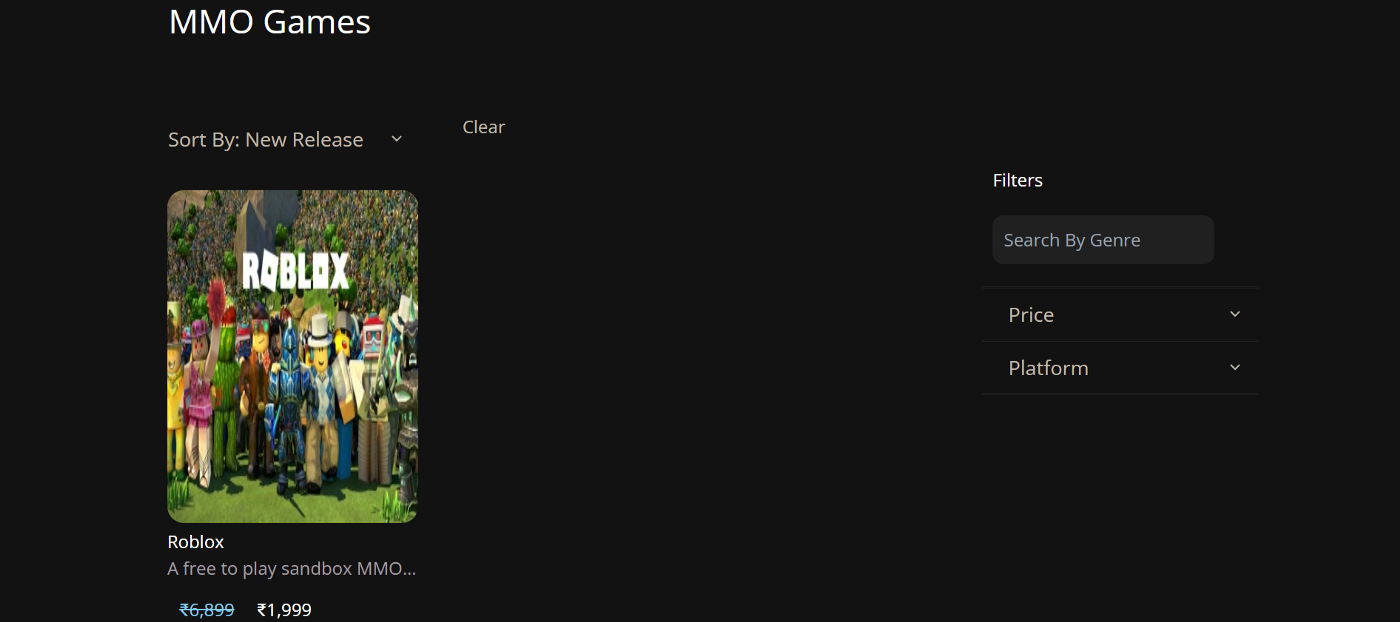 MMO Games
Sort By: New Release
Clear
Filters
Search By Genre
Price
Platform
ROBLOX
Roblox
A free to play sandbox MMO...
₹6,899 ₹1,999